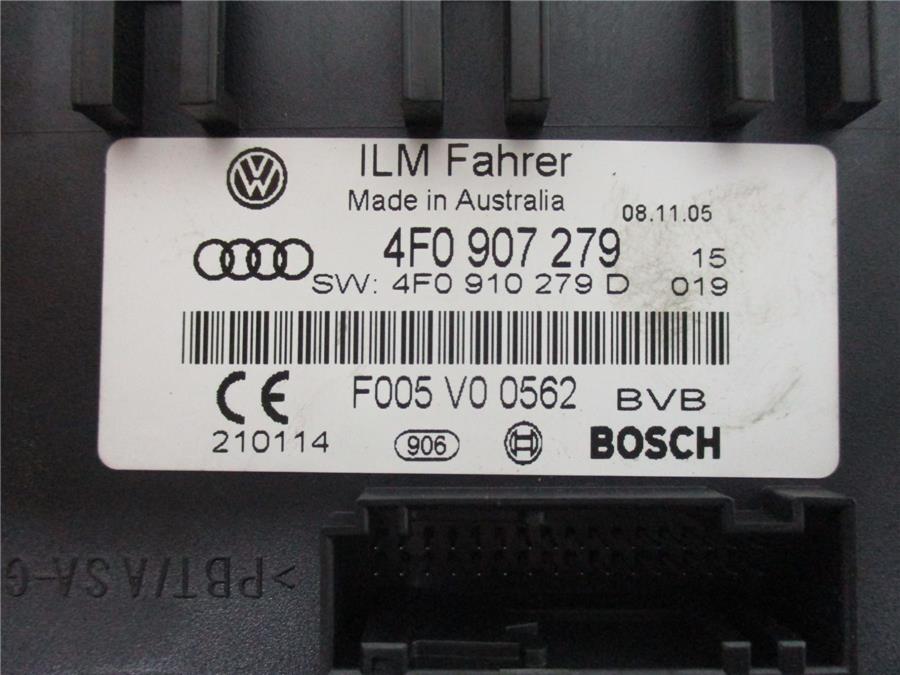 ILM Fahrer
Made in Australia
08.11.05
4F0 907 279 15
SW: 4F0 910 279 D 019
F005 V0 0562 BVB
CE
210114 906 BOSCH
>PBT/ASA-G